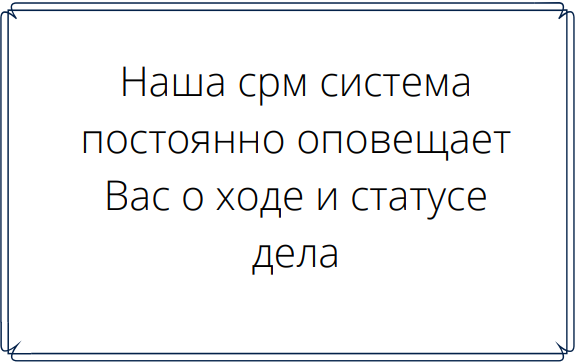 Наша срм система
постоянно оповещает
Вас о ходе и статусе
дела